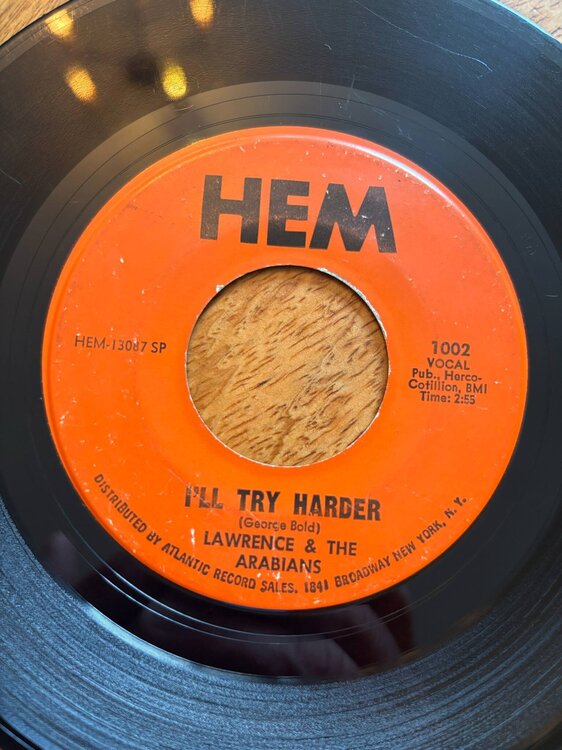 HEM
HEM-13087 SP
1002
VOCAL
Pub., Herco-
Cotillion, BMI
Time: 2:55
I'LL TRY HARDER
(George Bold)
LAWRENCE & THE
ARABIANS
DISTRIBUTED BY ATLANTIC RECORD SALES, 1841 BROADWAY NEW YORK, N. Y.